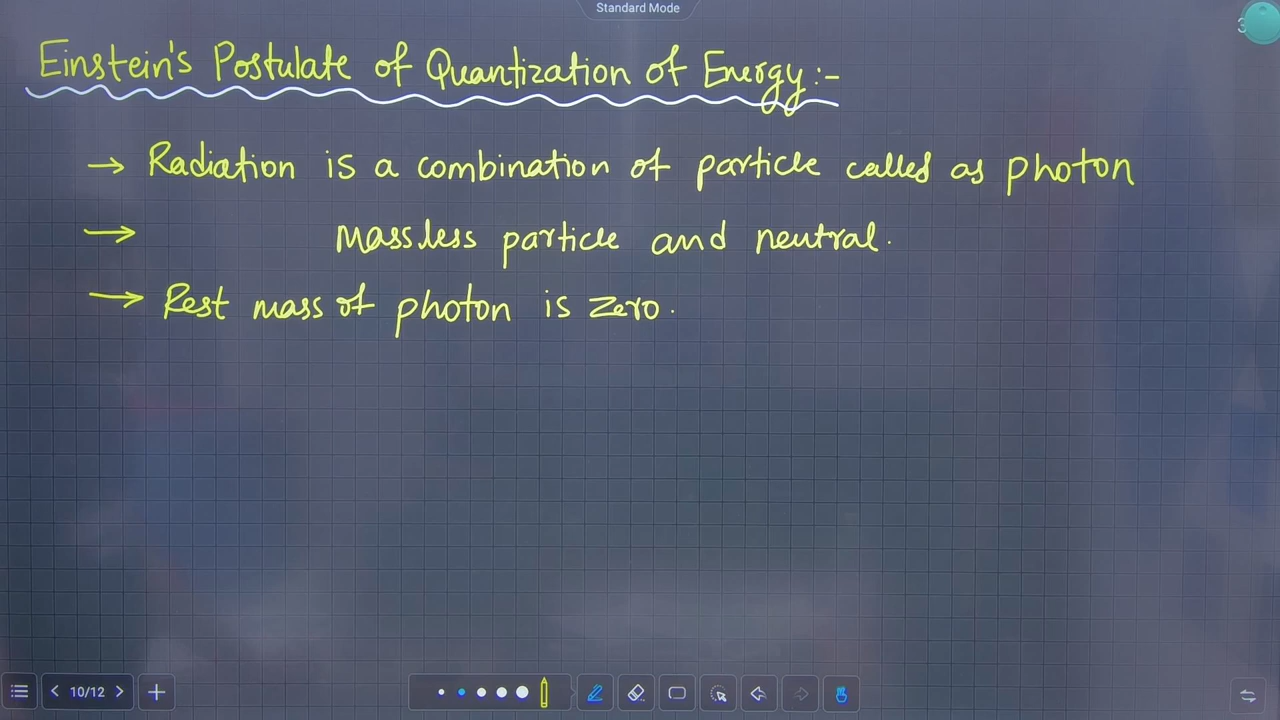 Standard Mode
Einstein's Postulate of Quantization of Energy :-
→ Radiation is a combination of particle called as photon
→ Massless particle and neutral.
→ Rest mass of photon is zero.
10/12